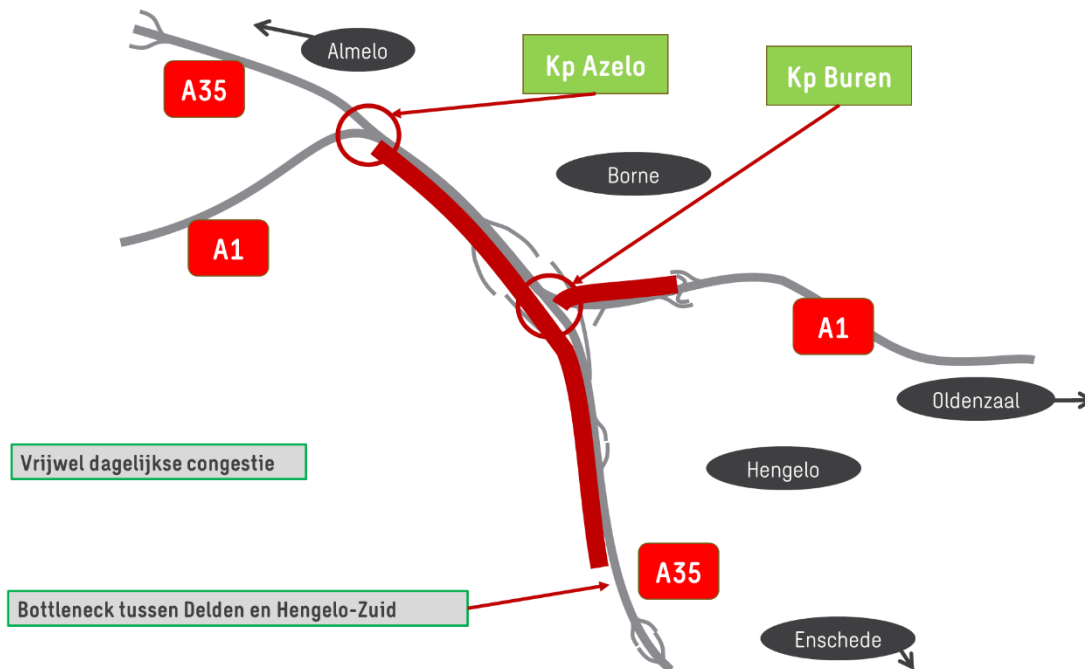 Almelo
Kp Azelo
Kp Buren
A35
Borne
A1
A1
Oldenzaal
Vrijwel dagelijkse congestie
Hengelo
A35
Bottleneck tussen Delden en Hengelo-Zuid
Enschede